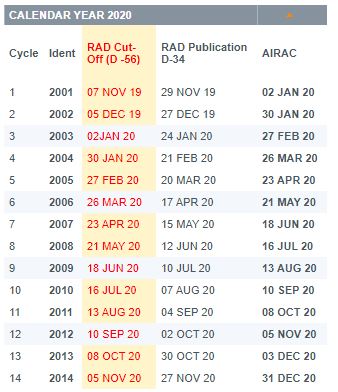 CALENDAR YEAR 2020
Cycle Ident RAD Cut-Off (D -56) RAD Publication D-34 AIRAC
1 2001 07 NOV 19 29 NOV 19 02 JAN 20
2 2002 05 DEC 19 27 DEC 19 30 JAN 20
3 2003 02JAN 20 24 JAN 20 27 FEB 20
4 2004 30 JAN 20 21 FEB 20 26 MAR 20
5 2005 27 FEB 20 20 MAR 20 23 APR 20
6 2006 26 MAR 20 17 APR 20 21 MAY 20
7 2007 23 APR 20 15 MAY 20 18 JUN 20
8 2008 21 MAY 20 12 JUN 20 16 JUL 20
9 2009 18 JUN 20 10 JUL 20 13 AUG 20
10 2010 16 JUL 20 07 AUG 20 10 SEP 20
11 2011 13 AUG 20 04 SEP 20 08 OCT 20
12 2012 10 SEP 20 02 OCT 20 05 NOV 20
13 2013 08 OCT 20 30 OCT 20 03 DEC 20
14 2014 05 NOV 20 27 NOV 20 31 DEC 20